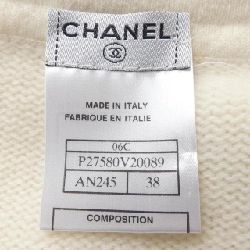 CHANEL
MADE IN ITALY
FABRIQUE EN ITALIE
06C
P27580V20089
AN245 38
COMPOSITION